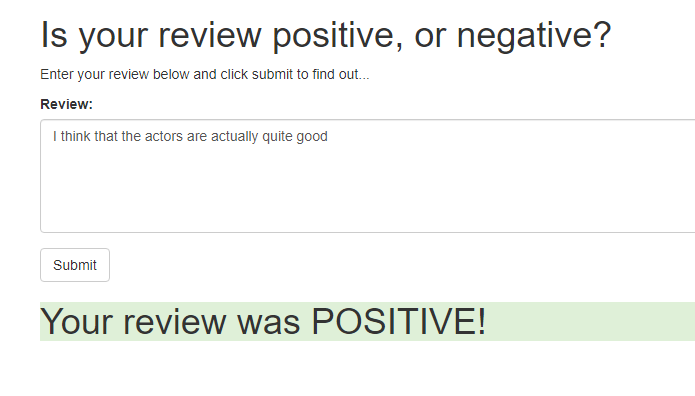 Is your review positive, or negative?
Enter your review below and click submit to find out...
Review:
I think that the actors are actually quite good
Submit
Your review was POSITIVE!